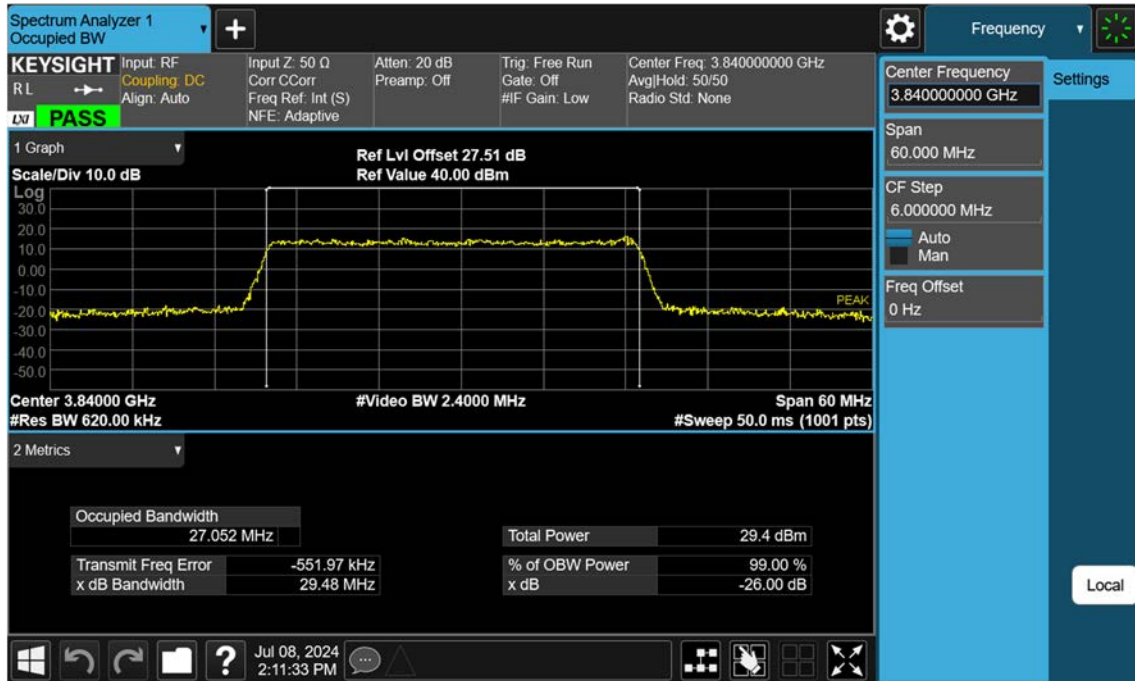 Spectrum Analyzer 1
Occupied BW
+
Frequency
KEYSIGHT
R L
LXI
PASS
Input: RF
Coupling: DC
Align: Auto
Input Z: 50 Ω
Corr CCorr
Freq Ref: Int (S)
NFE: Adaptive
Atten: 20 dB
Preamp: Off
Trig: Free Run
Gate: Off
#IF Gain: Low
Center Freq: 3.840000000 GHz
Avg|Hold: 50/50
Radio Std: None
Center Frequency
3.840000000 GHz
Settings
Span
60.000 MHz
CF Step
6.000000 MHz
Auto
Man
Freq Offset
0 Hz
Local
1 Graph
Scale/Div 10.0 dB
Ref Lvl Offset 27.51 dB
Ref Value 40.00 dBm
Log
30.0
20.0
10.0
0.00
-10.0
-20.0
-30.0
-40.0
-50.0
PEAK
Center 3.84000 GHz
#Video BW 2.4000 MHz
Span 60 MHz
#Res BW 620.00 kHz
#Sweep 50.0 ms (1001 pts)
2 Metrics
Occupied Bandwidth
27.052 MHz
Total Power 29.4 dBm
Transmit Freq Error -551.97 kHz
% of OBW Power 99.00 %
x dB Bandwidth 29.48 MHz
x dB -26.00 dB
?
Jul 08, 2024
2:11:33 PM